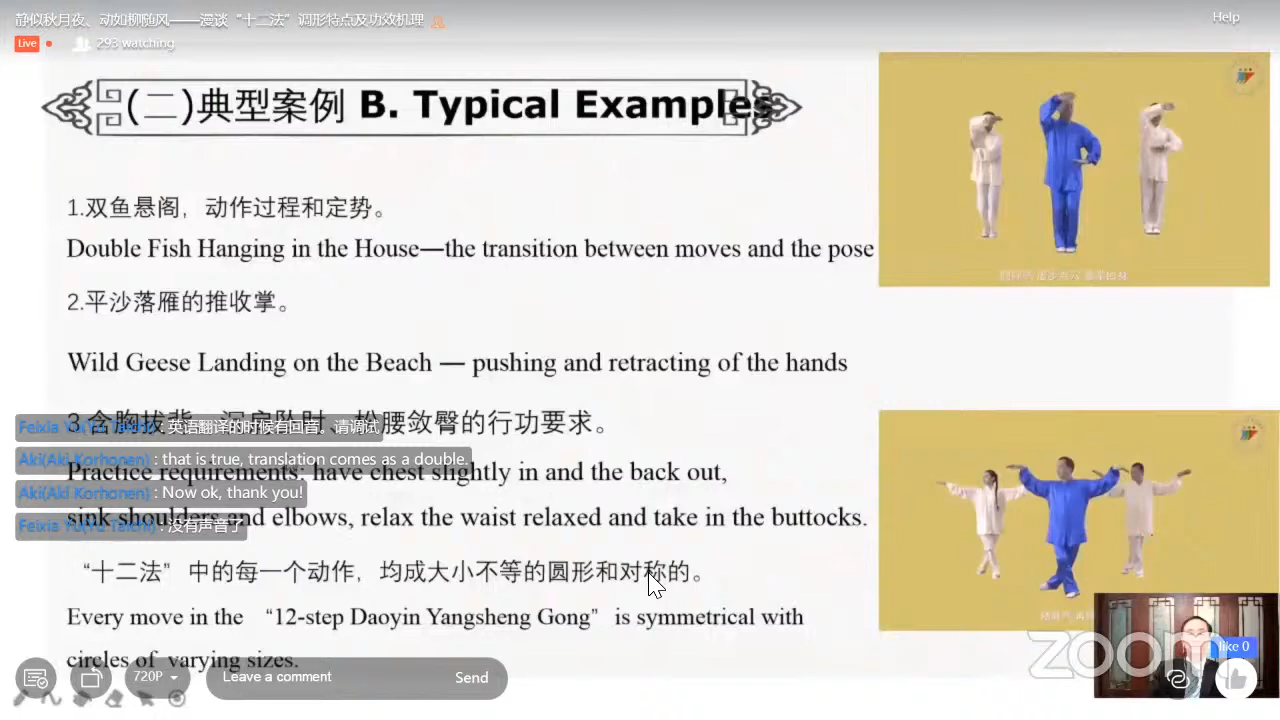 静似秋月夜、动如柳随风——漫谈“十二法”调形特点及功效机理
Help
Live
293 watching
(二)典型案例 B. Typical Examples
1.双鱼悬阁，动作过程和定势。
Double Fish Hanging in the House—the transition between moves and the pose
2.平沙落雁的推收掌。
Wild Geese Landing on the Beach — pushing and retracting of the hands
3.含胸拔背、沉肩坠肘、松腰敛臀的行功要求。
Feixia Yu(Yu Teichi) : 英语翻译的时候有回音。请调试
Aki(Aki Korhonen) : that is true, translation comes as a double.
Practice requirements: have chest slightly in and the back out,
Aki(Aki Korhonen) : Now ok, thank you!
sink shoulders and elbows, relax the waist relaxed and take in the buttocks.
Feixia Yu(Yu Teichi) : 没有声音了
“十二法” 中的每一个动作，均成大小不等的圆形和对称的。
Every move in the “12-step Daoyin Yangsheng Gong” is symmetrical with
circles of varying sizes.
zoom
like 0
720P
Leave a comment
Send